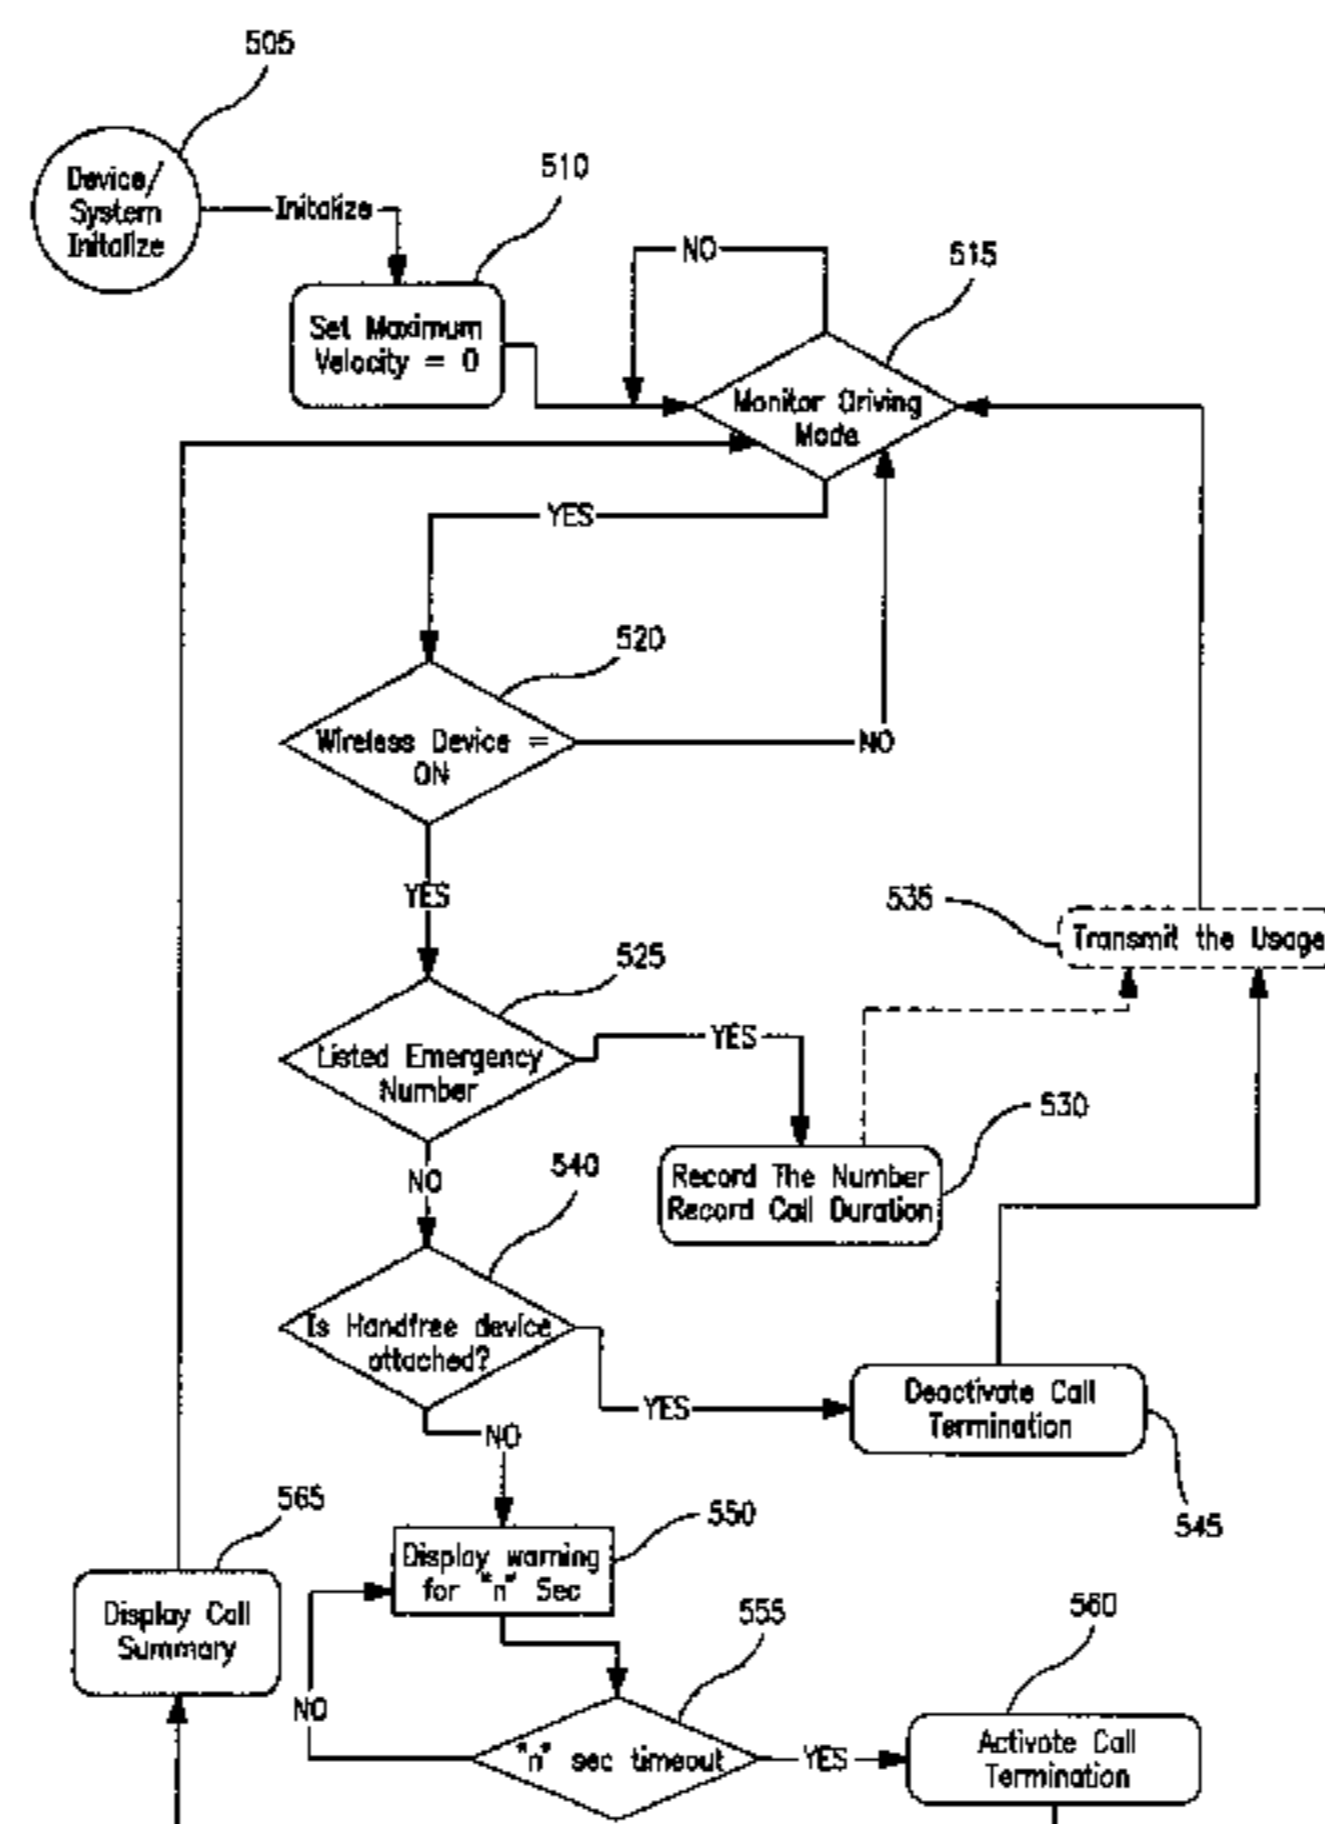 505
Device/
System
Initalize
Initalize
510
Set Maximum
Velocity = 0
NO
515
Monitor Driving
Mode
YES
520
Wireless Device =
ON
NO
YES
525
Listed Emergency
Number
YES
535
Transmit the Usage
530
Record The Number
Record Call Duration
NO
540
Is Handfree device
attached?
YES
Deactivate Call
Termination
545
NO
550
Display warning
for "n" Sec
565
Display Call
Summary
NO
555
"n" sec timeout
YES
560
Activate Call
Termination